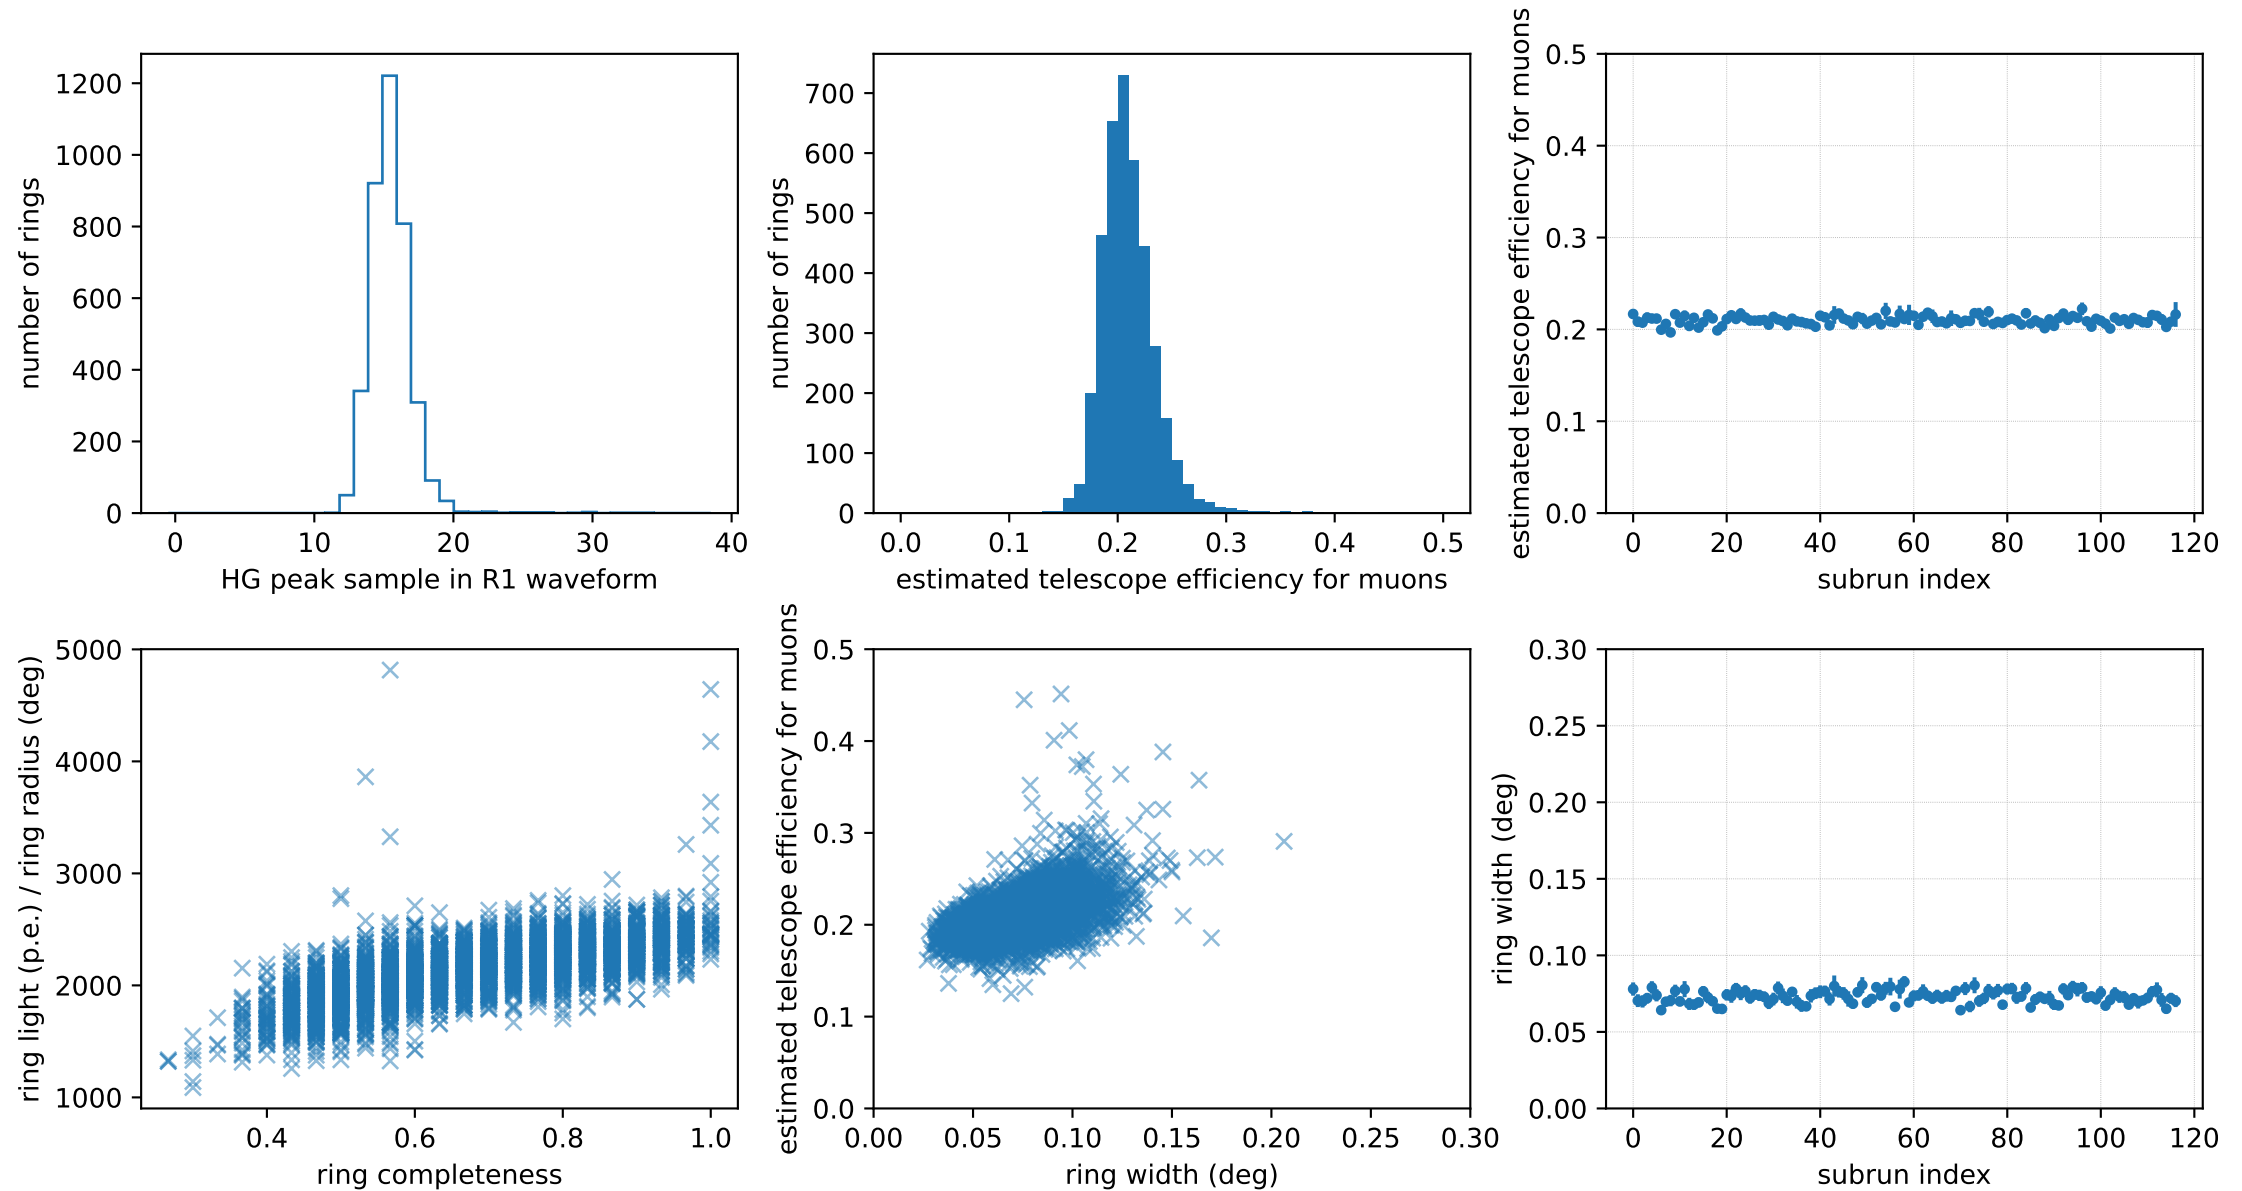 number of rings
1200
1000
800
600
400
200
0
0 10 20 30 40
HG peak sample in R1 waveform
number of rings
700
600
500
400
300
200
100
0
0.0 0.1 0.2 0.3 0.4 0.5
estimated telescope efficiency for muons
estimated telescope efficiency for muons
0.5
0.4
0.3
0.2
0.1
0.0
0 20 40 60 80 100 120
subrun index
ring light (p.e.) / ring radius (deg)
5000
4000
3000
2000
1000
0.4 0.6 0.8 1.0
ring completeness
estimated telescope efficiency for muons
0.5
0.4
0.3
0.2
0.1
0.0
0.00 0.05 0.10 0.15 0.20 0.25 0.30
ring width (deg)
ring width (deg)
0.30
0.25
0.20
0.15
0.10
0.05
0.00
0 20 40 60 80 100 120
subrun index